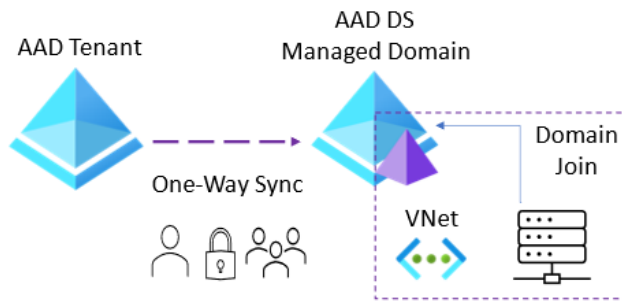 AAD Tenant
AAD DS
Managed Domain
One-Way Sync
Domain
Join
VNet